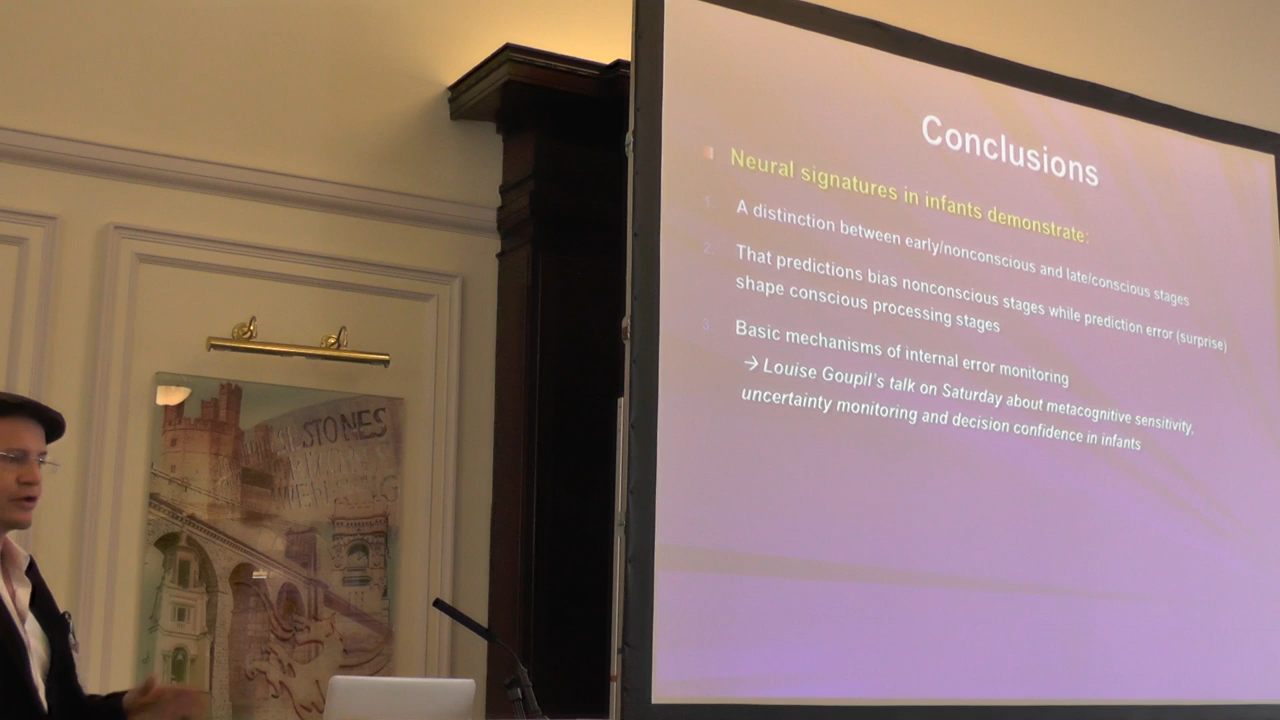 Conclusions
Neural signatures in infants demonstrate:
1. A distinction between early/nonconscious and late/conscious stages
2. That predictions bias nonconscious stages while prediction error (surprise)
shape conscious processing stages
3. Basic mechanisms of internal error monitoring
→ Louise Goupil's talk on Saturday about metacognitive sensitivity,
uncertainty monitoring and decision confidence in infants
STONES